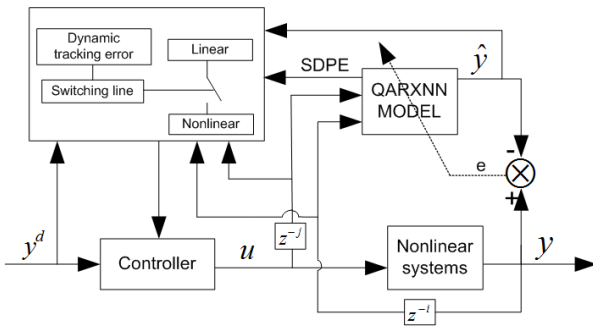 Dynamic
tracking error
Linear
Switching line
Nonlinear
SDPE
QARXNN
MODEL
ŷ
-
e
+
y^d
Controller
u
z^{-j}
Nonlinear
systems
y
z^{-i}